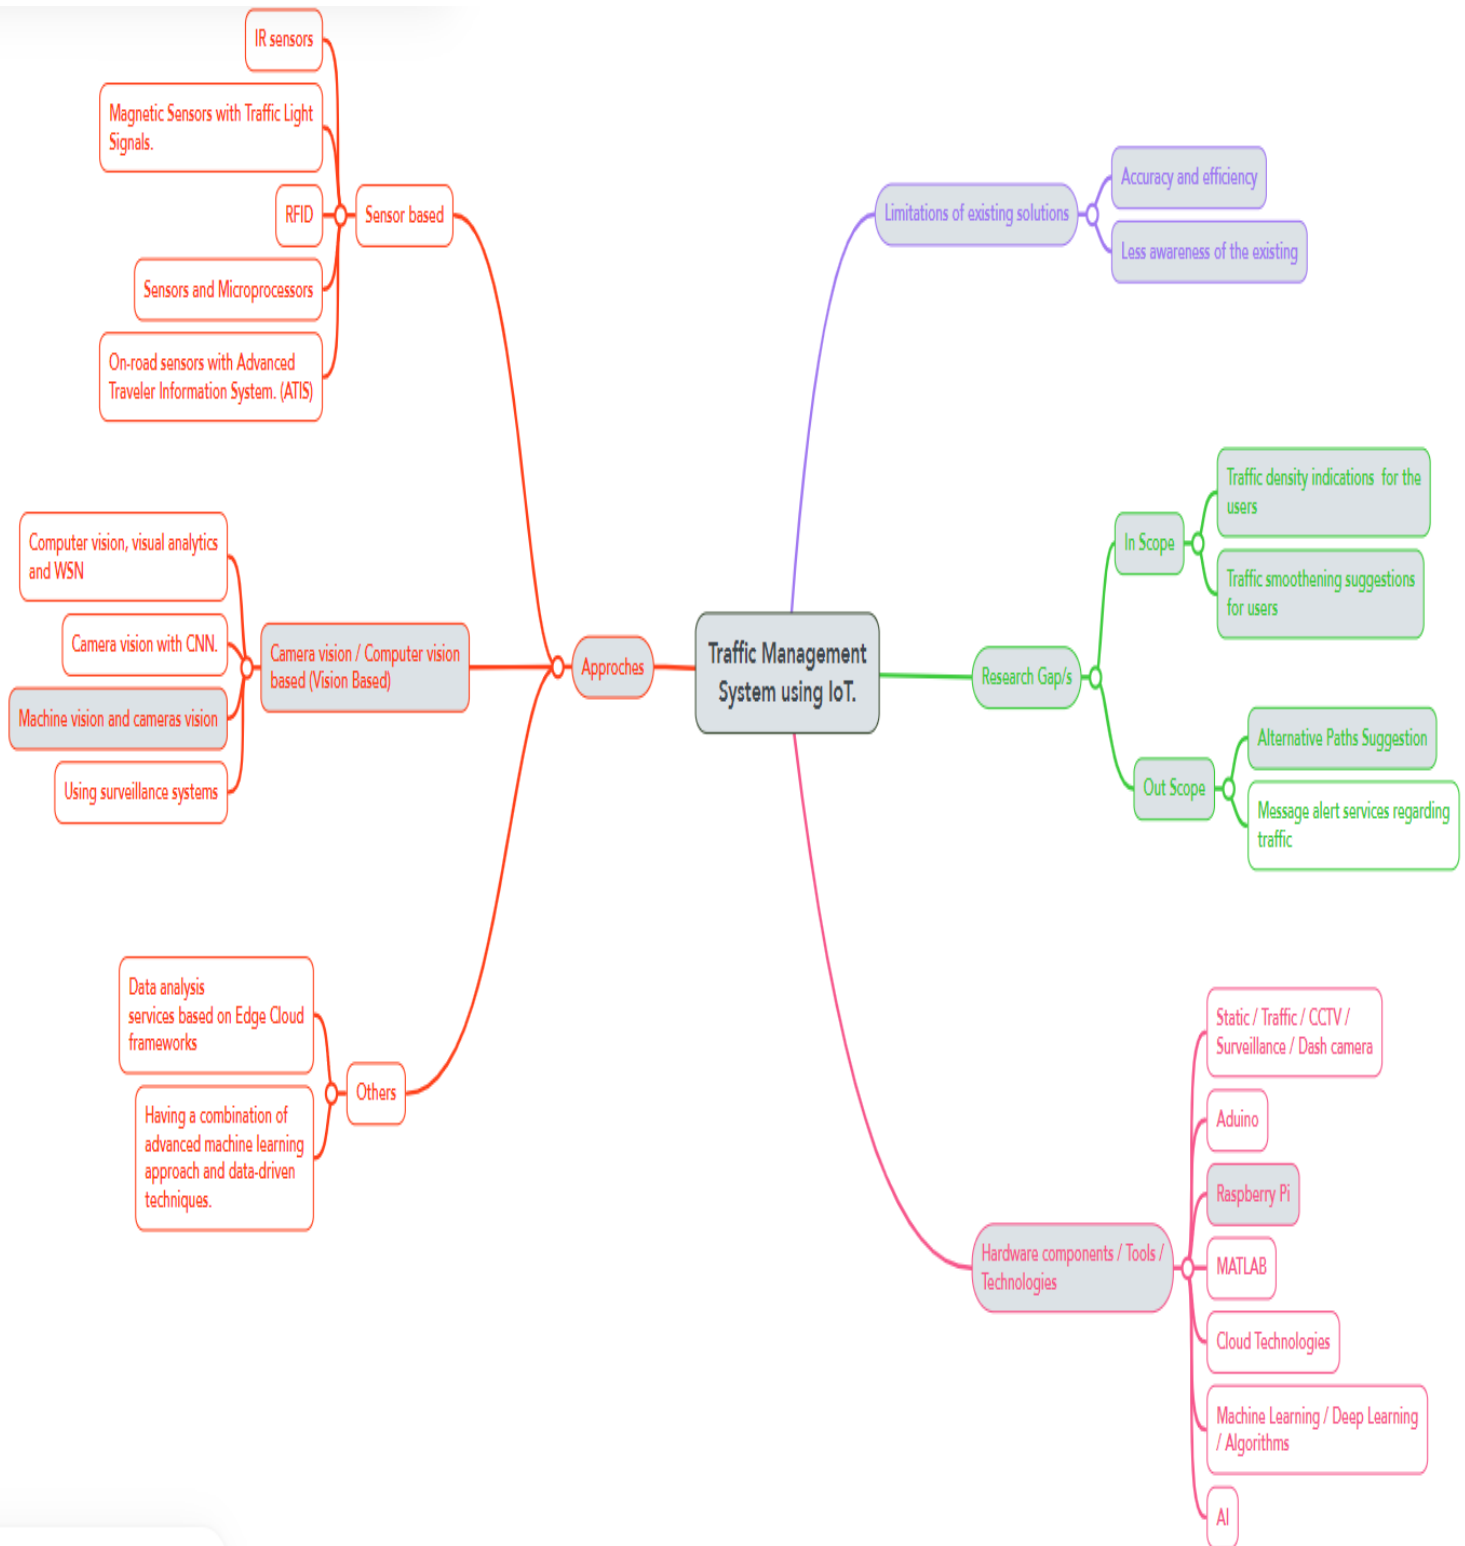 IR sensors
Magnetic Sensors with Traffic Light
Signals.
RFID
Sensors and Microprocessors
On-road sensors with Advanced
Traveler Information System. (ATIS)
Sensor based
Computer vision, visual analytics
and WSN
Camera vision with CNN.
Machine vision and cameras vision
Using surveillance systems
Camera vision / Computer vision
based (Vision Based)
Data analysis
services based on Edge Cloud
frameworks
Having a combination of
advanced machine learning
approach and data-driven
techniques.
Others
Approches
Traffic Management
System using IoT.
Limitations of existing solutions
Accuracy and efficiency
Less awareness of the existing
Research Gap/s
In Scope
Traffic density indications  for the
users
Traffic smoothening suggestions
for users
Out Scope
Alternative Paths Suggestion
Message alert services regarding
traffic
Hardware components / Tools /
Technologies
Static / Traffic / CCTV /
Surveillance / Dash camera
Aduino
Raspberry Pi
MATLAB
Cloud Technologies
Machine Learning / Deep Learning
/ Algorithms
AI